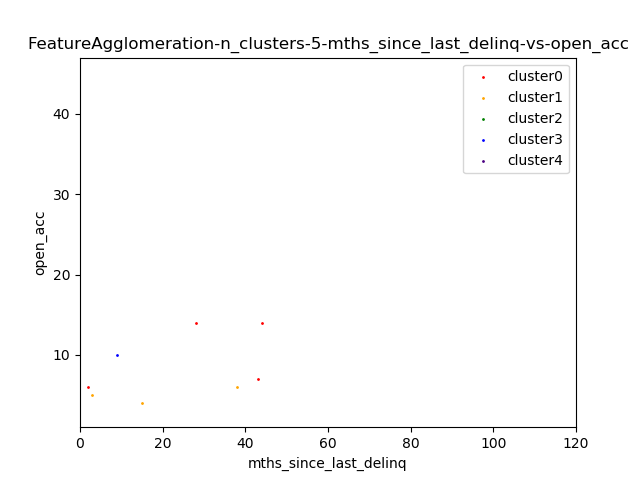 FeatureAgglomeration-n_clusters-5-mths_since_last_delinq-vs-open_acc
cluster0
cluster1
cluster2
cluster3
cluster4
open_acc
40
30
20
10
0 20 40 60 80 100 120
mths_since_last_delinq